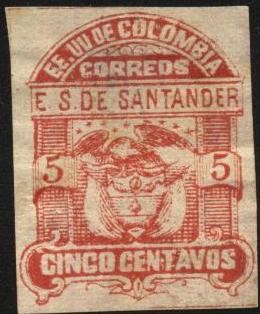 EE. UU. DE COLOMBIA
CORREOS
E. S. DE SANTANDER
5 5
CINCO CENTAVOS